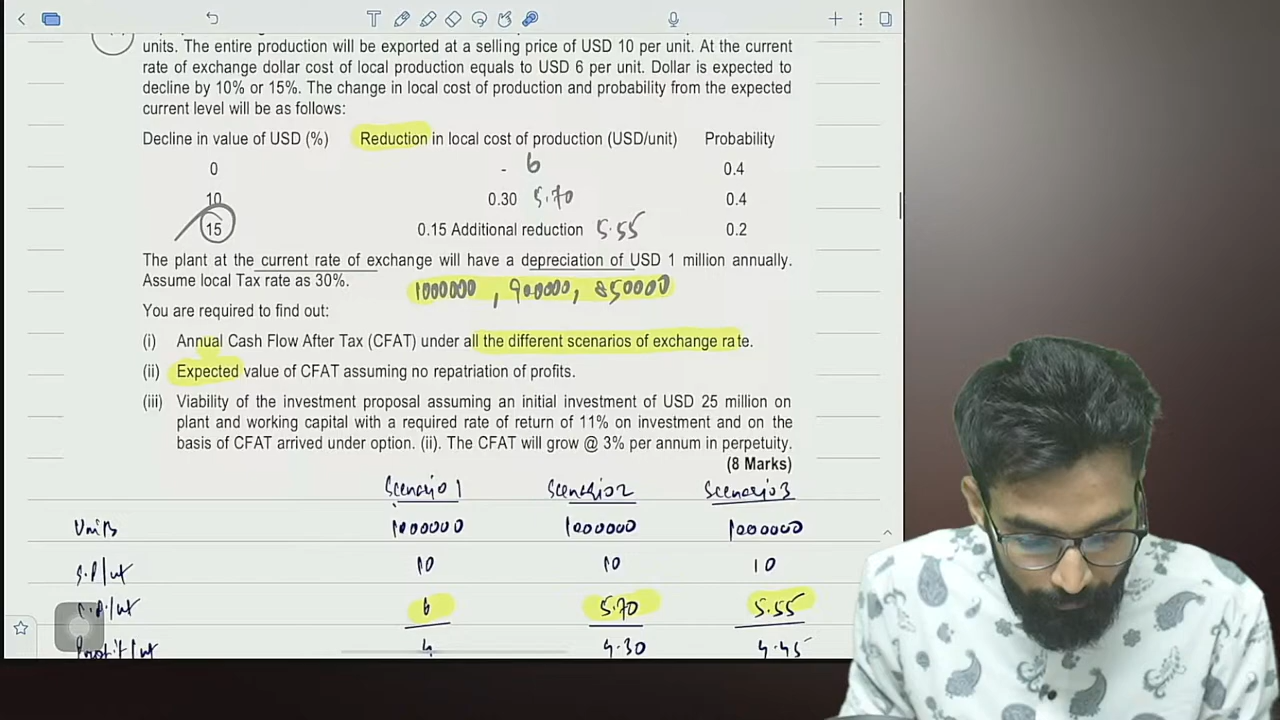 units. The entire production will be exported at a selling price of USD 10 per unit. At the current
rate of exchange dollar cost of local production equals to USD 6 per unit. Dollar is expected to
decline by 10% or 15%. The change in local cost of production and probability from the expected
current level will be as follows:
Decline in value of USD (%) Reduction in local cost of production (USD/unit) Probability
0 - 6 0.4
10 0.30 5.70 0.4
15 0.15 Additional reduction 5.55 0.2
The plant at the current rate of exchange will have a depreciation of USD 1 million annually.
Assume local Tax rate as 30%. 1000000, 900000, 850000
You are required to find out:
(i) Annual Cash Flow After Tax (CFAT) under all the different scenarios of exchange rate.
(ii) Expected value of CFAT assuming no repatriation of profits.
(iii) Viability of the investment proposal assuming an initial investment of USD 25 million on
plant and working capital with a required rate of return of 11% on investment and on the
basis of CFAT arrived under option. (ii). The CFAT will grow @ 3% per annum in perpetuity.
(8 Marks)
Scenario 1 Scenario 2 Scenario 3
Units 1000000 1000000 1000000
S.P/ut 10 10 10
C.P/ut 6 5.70 5.55
Profit/ut 4 4.30 4.45